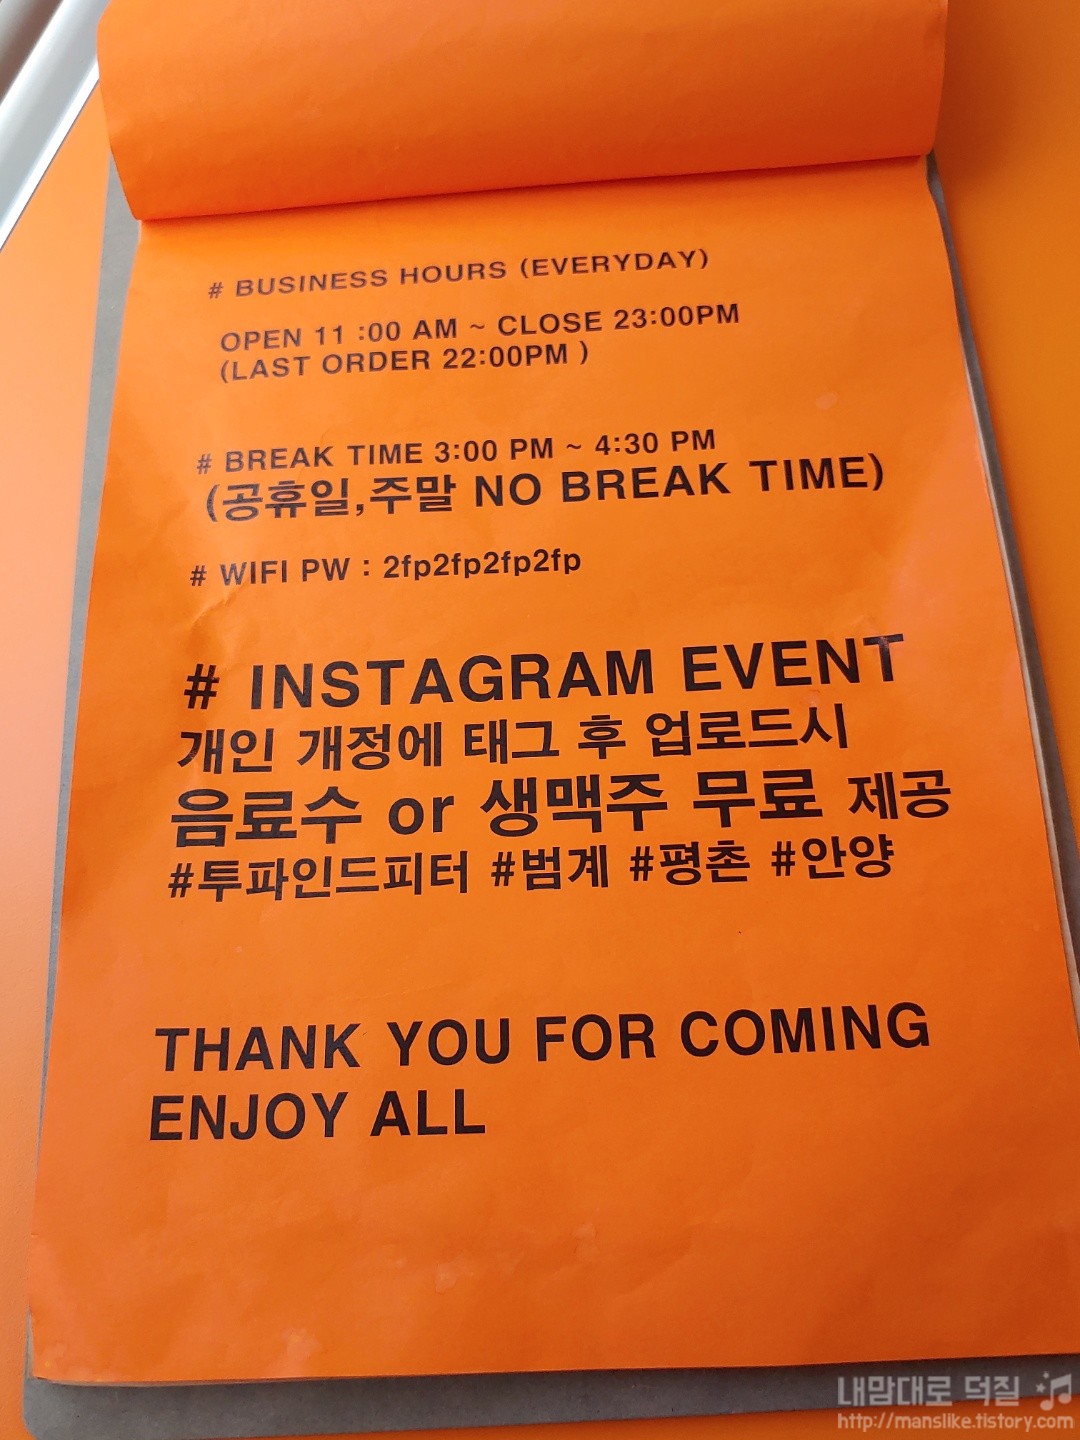 # BUSINESS HOURS (EVERYDAY)
OPEN 11 :00 AM ~ CLOSE 23:00PM
(LAST ORDER 22:00PM )
# BREAK TIME 3:00 PM ~ 4:30 PM
(공휴일,주말 NO BREAK TIME)
# WIFI PW : 2fp2fp2fp2fp
# INSTAGRAM EVENT
개인 개정에 태그 후 업로드시
음료수 or 생맥주 무료 제공
#투파인드피터 #범계 #평촌 #안양
THANK YOU FOR COMING
ENJOY ALL
내맘대로 덕질
http://manslike.tistory.com